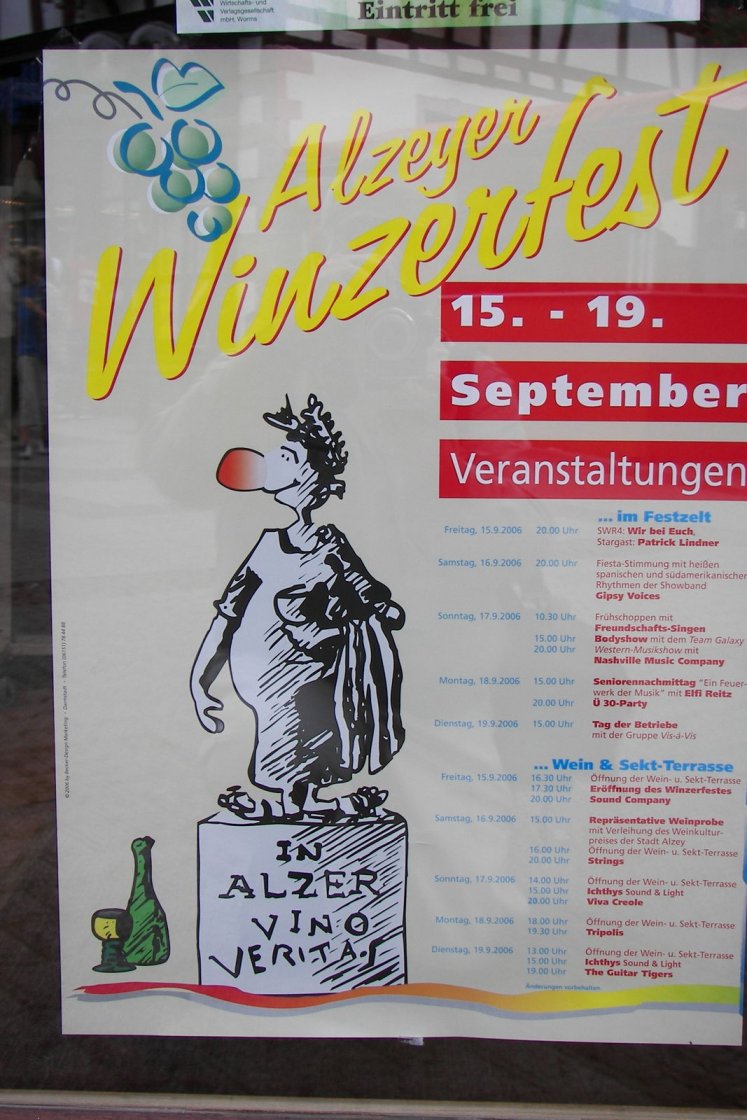 Wirtschafts- und
Verlagsgesellschaft
mbH, Worms
Eintritt frei
Alzeyer
Winzerfest
15. - 19.
September
Veranstaltungen
... im Festzelt
Freitag, 15.9.2006 20.00 Uhr SWR4: Wir bei Euch,
Stargast: Patrick Lindner
Samstag, 16.9.2006 20.00 Uhr Fiesta-Stimmung mit heißen
spanischen und südamerikanischen
Rhythmen der Showband
Gipsy Voices
Sonntag, 17.9.2006 10.30 Uhr Frühschoppen mit
Freundschafts-Singen
15.00 Uhr Bodyshow mit dem Team Galaxy
20.00 Uhr Western-Musikshow mit
Nashville Music Company
Montag, 18.9.2006 15.00 Uhr Seniorennachmittag "Ein Feuer-
werk der Musik" mit Elfi Reitz
20.00 Uhr Ü 30-Party
Dienstag, 19.9.2006 15.00 Uhr Tag der Betriebe
mit der Gruppe Vis-à-Vis
... Wein & Sekt-Terrasse
Freitag, 15.9.2006 16.30 Uhr Öffnung der Wein- u. Sekt-Terrasse
17.30 Uhr Eröffnung des Winzerfestes
20.00 Uhr Sound Company
Samstag, 16.9.2006 15.00 Uhr Repräsentative Weinprobe
mit Verleihung des Weinkultur-
preises der Stadt Alzey
16.00 Uhr Öffnung der Wein- u. Sekt-Terrasse
20.00 Uhr Strings
Sonntag, 17.9.2006 14.00 Uhr Öffnung der Wein- u. Sekt-Terrasse
15.00 Uhr Ichthys Sound & Light
20.00 Uhr Viva Creole
Montag, 18.9.2006 18.00 Uhr Öffnung der Wein- u. Sekt-Terrasse
19.30 Uhr Tripolis
Dienstag, 19.9.2006 13.00 Uhr Öffnung der Wein- u. Sekt-Terrasse
15.00 Uhr Ichthys Sound & Light
19.00 Uhr The Guitar Tigers
Änderungen vorbehalten.
IN
ALZER
VINO
VERITAS